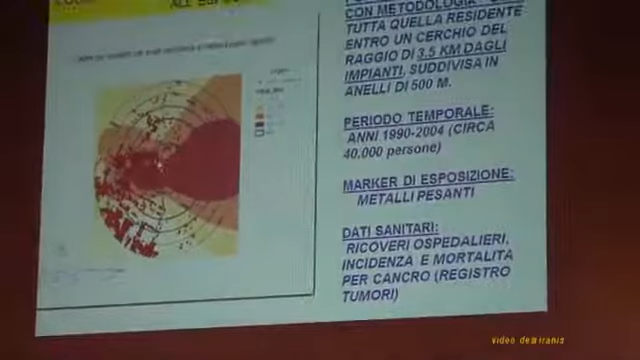 CON METODOLOGIA
TUTTA QUELLA RESIDENTE
ENTRO UN CERCHIO DEL
RAGGIO DI 3.5 KM DAGLI
IMPIANTI, SUDDIVISA IN
ANELLI DI 500 M.
PERIODO TEMPORALE:
ANNI 1990-2004 (CIRCA
40.000 persone)
MARKER DI ESPOSIZIONE:
METALLI PESANTI
DATI SANITARI:
RICOVERI OSPEDALIERI,
INCIDENZA E MORTALITA
PER CANCRO (REGISTRO
TUMORI)
video